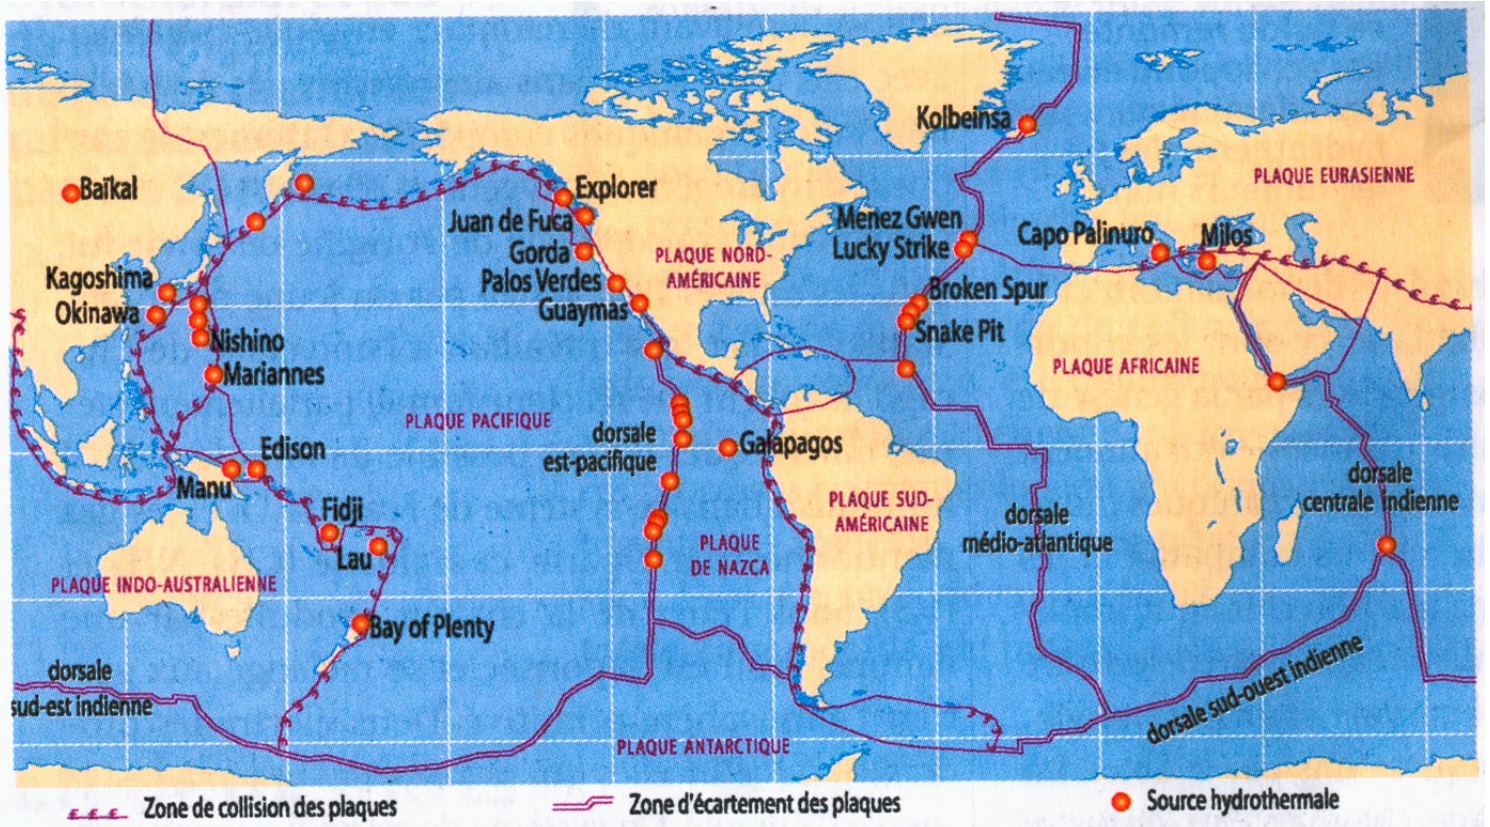 Kolbeinsa
Baïkal
PLAQUE EURASIENNE
Explorer
Juan de Fuca
Menez Gwen
Capo Palinuro
Milos
Gorda
Lucky Strike
PLAQUE NORD-
AMÉRICAINE
Kagoshima
Palos Verdes
Broken Spur
Okinawa
Guaymas
Snake Pit
Nishino
PLAQUE AFRICAINE
Mariannes
PLAQUE PACIFIQUE
dorsale
est-pacifique
Galapagos
Edison
Manu
dorsale
centrale indienne
PLAQUE SUD-
AMÉRICAINE
Fidji
dorsale
médio-atlantique
Lau
PLAQUE
DE NAZCA
PLAQUE INDO-AUSTRALIENNE
Bay of Plenty
dorsale
sud-est indienne
dorsale sud-ouest indienne
PLAQUE ANTARCTIQUE
Zone de collision des plaques
Zone d'écartement des plaques
Source hydrothermale